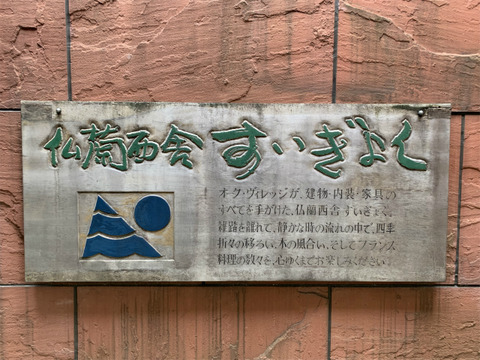 仏蘭西舎すいぎょく
オーク・ヴィレッジが、建物・内装・家具の
すべてを手がけた、仏蘭西舎すいぎょく。
雑路を離れて、静かな時の流れの中で、四季
折々の移ろい、木の風合い、そしてフランス
料理の数々を、心ゆくまでお楽しみください。